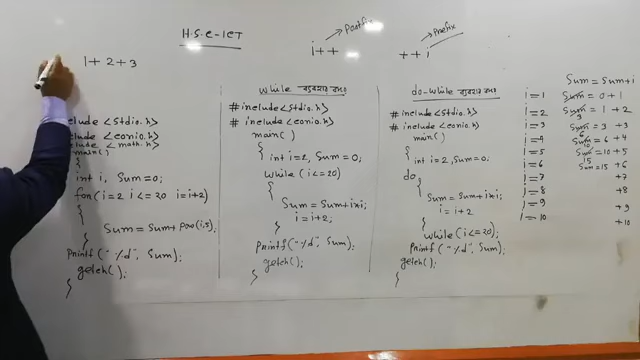 H.S.C-ICT
i++ → Postfix
++i → Prefix
1+ 2+3
clude <stdio.h>
clude <conio.h>
clude <math.h>
main()
{
int i, Sum=0;
for(i=2 i<=20 i=i+2)
{
Sum=Sum+pow(i,5);
}
Printf("%d", Sum);
getch();
}
while ব্যবহার করে
#include<stdio.h>
# include<conio.h>
main()
{
int i=2, Sum=0;
while (i<=20)
{
Sum=Sum+i*i;
i=i+2;
}
Printf("%d", Sum);
getch();
}
do-while ব্যবহার করে
#include <stdio.h>
# include <conio.h>
main()
{
int i=2, Sum=0.
do
{
Sum=Sum+i*i
i=i+2
}
while (i<=20);
Printf("%d", Sum);
getch();
}
i=1
i=2
i=3
i=4
i=5
i=6
i=7
i=8
i=9
i=10
Sum=Sum+i
Sum=0+1
Sum=1+2
3
Sum=3+3
6
Sum=6+4
Sum=10+5
15
Sum=15+6
+7
+8
+9
+10